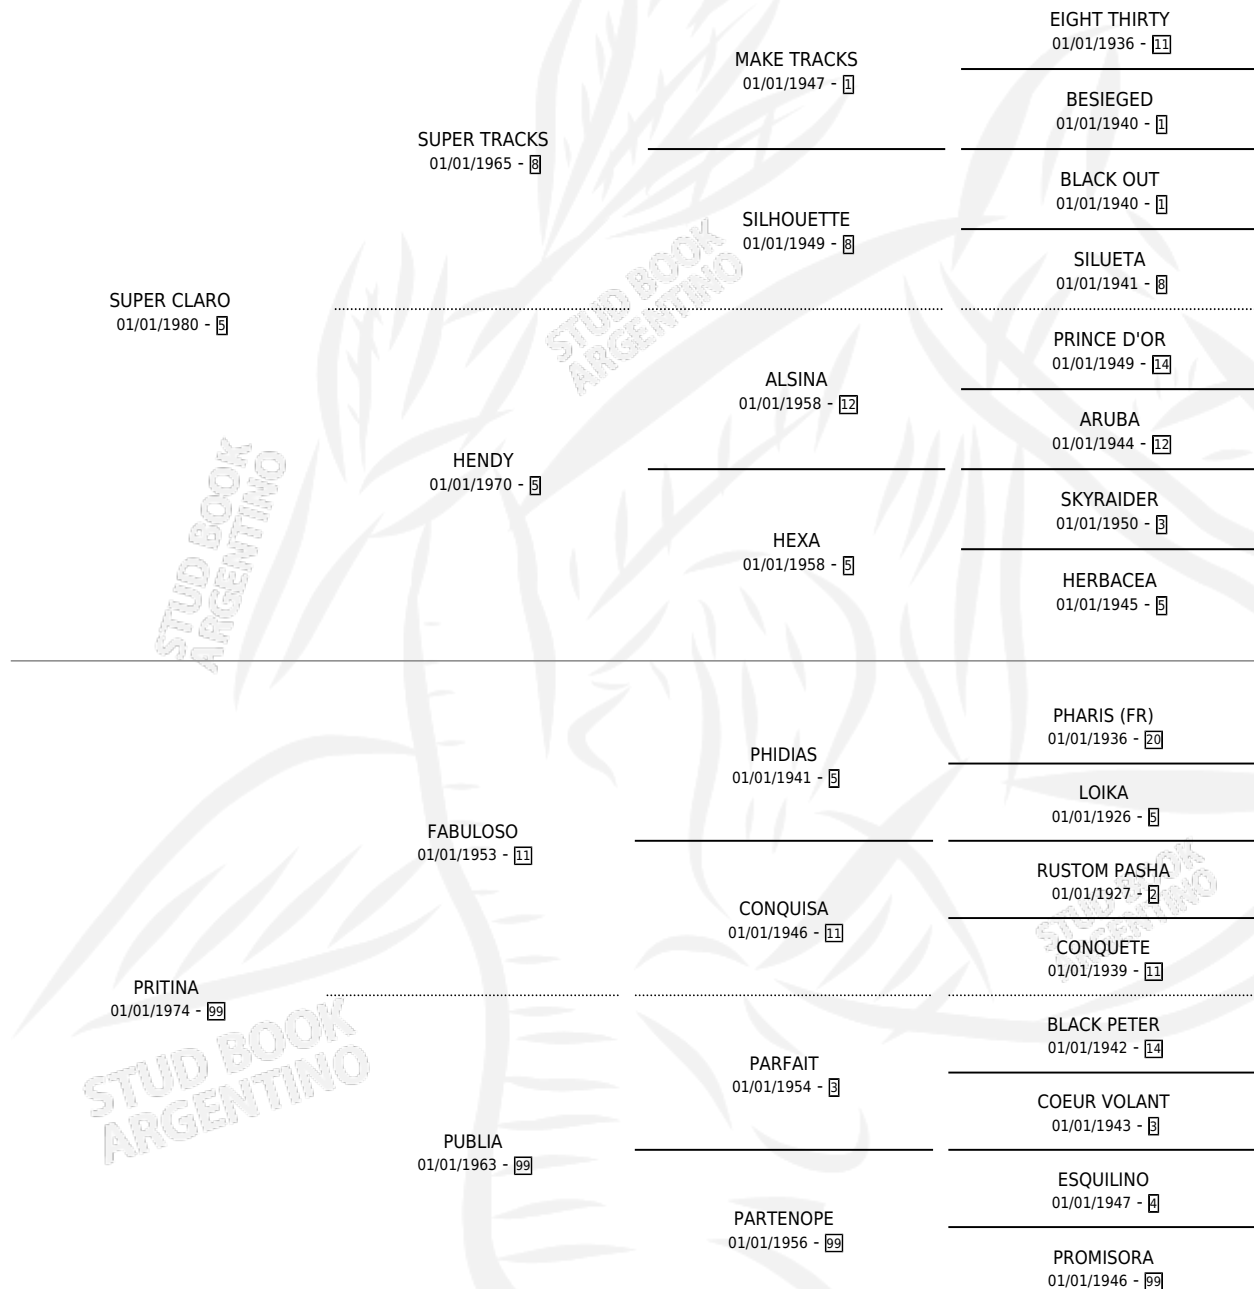 EIGHT THIRTY
01/01/1936 - 11
MAKE TRACKS
01/01/1947 - 1
BESIEGED
01/01/1940 - 1
SUPER TRACKS
01/01/1965 - 8
BLACK OUT
01/01/1940 - 1
SILHOUETTE
01/01/1949 - 8
SILUETA
01/01/1941 - 8
SUPER CLARO
01/01/1980 - 5
STUD BOOK
ARGENTINO
PRINCE D'OR
01/01/1949 - 14
ALSINA
01/01/1958 - 12
ARUBA
01/01/1944 - 12
HENDY
01/01/1970 - 5
SKYRAIDER
01/01/1950 - 3
HEXA
01/01/1958 - 5
HERBACEA
01/01/1945 - 5
STUD BOOK
ARGENTINO
PHARIS (FR)
01/01/1936 - 20
PHIDIAS
01/01/1941 - 5
LOIKA
01/01/1926 - 5
FABULOSO
01/01/1953 - 11
RUSTOM PASHA
01/01/1927 - 2
CONQUISA
01/01/1946 - 11
STUD BOOK
ARGENTINO
CONQUETE
01/01/1939 - 11
PRITINA
01/01/1974 - 99
STUD BOOK
ARGENTINO
BLACK PETER
01/01/1942 - 14
PARFAIT
01/01/1954 - 3
COEUR VOLANT
01/01/1943 - 3
PUBLIA
01/01/1963 - 99
ESQUILINO
01/01/1947 - 4
PARTENOPE
01/01/1956 - 99
PROMISORA
01/01/1946 - 99